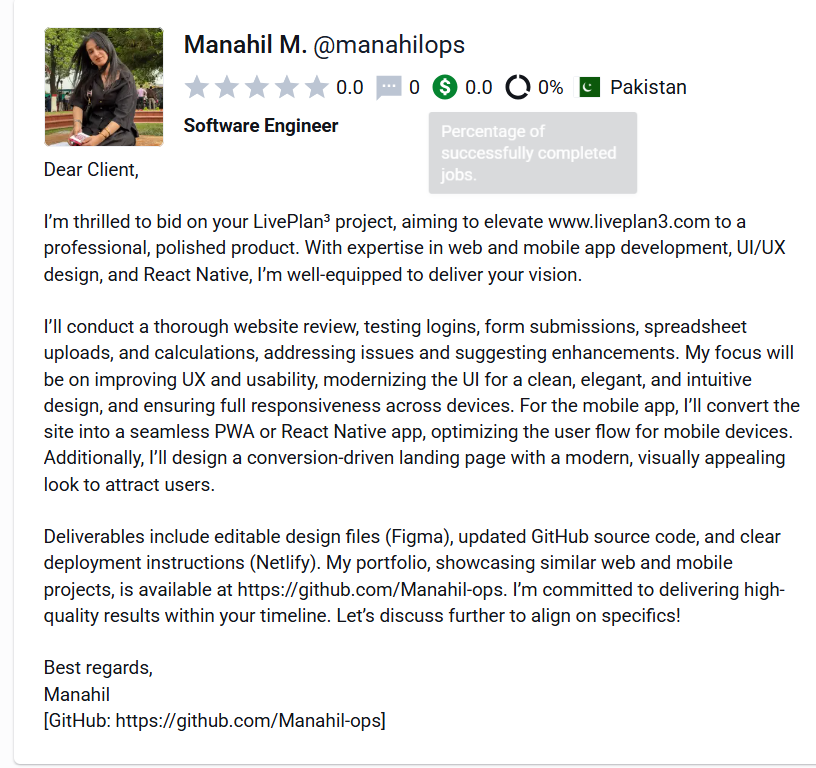 Manahil M. @manahilops
0.0 0 0.0 0% Pakistan
Software Engineer
Percentage of
successfully completed
jobs.
Dear Client,
I’m thrilled to bid on your LivePlan³ project, aiming to elevate www.liveplan3.com to a
professional, polished product. With expertise in web and mobile app development, UI/UX
design, and React Native, I’m well-equipped to deliver your vision.
I’ll conduct a thorough website review, testing logins, form submissions, spreadsheet
uploads, and calculations, addressing issues and suggesting enhancements. My focus will
be on improving UX and usability, modernizing the UI for a clean, elegant, and intuitive
design, and ensuring full responsiveness across devices. For the mobile app, I’ll convert the
site into a seamless PWA or React Native app, optimizing the user flow for mobile devices.
Additionally, I’ll design a conversion-driven landing page with a modern, visually appealing
look to attract users.
Deliverables include editable design files (Figma), updated GitHub source code, and clear
deployment instructions (Netlify). My portfolio, showcasing similar web and mobile
projects, is available at https://github.com/Manahil-ops. I’m committed to delivering high-
quality results within your timeline. Let’s discuss further to align on specifics!
Best regards,
Manahil
[GitHub: https://github.com/Manahil-ops]